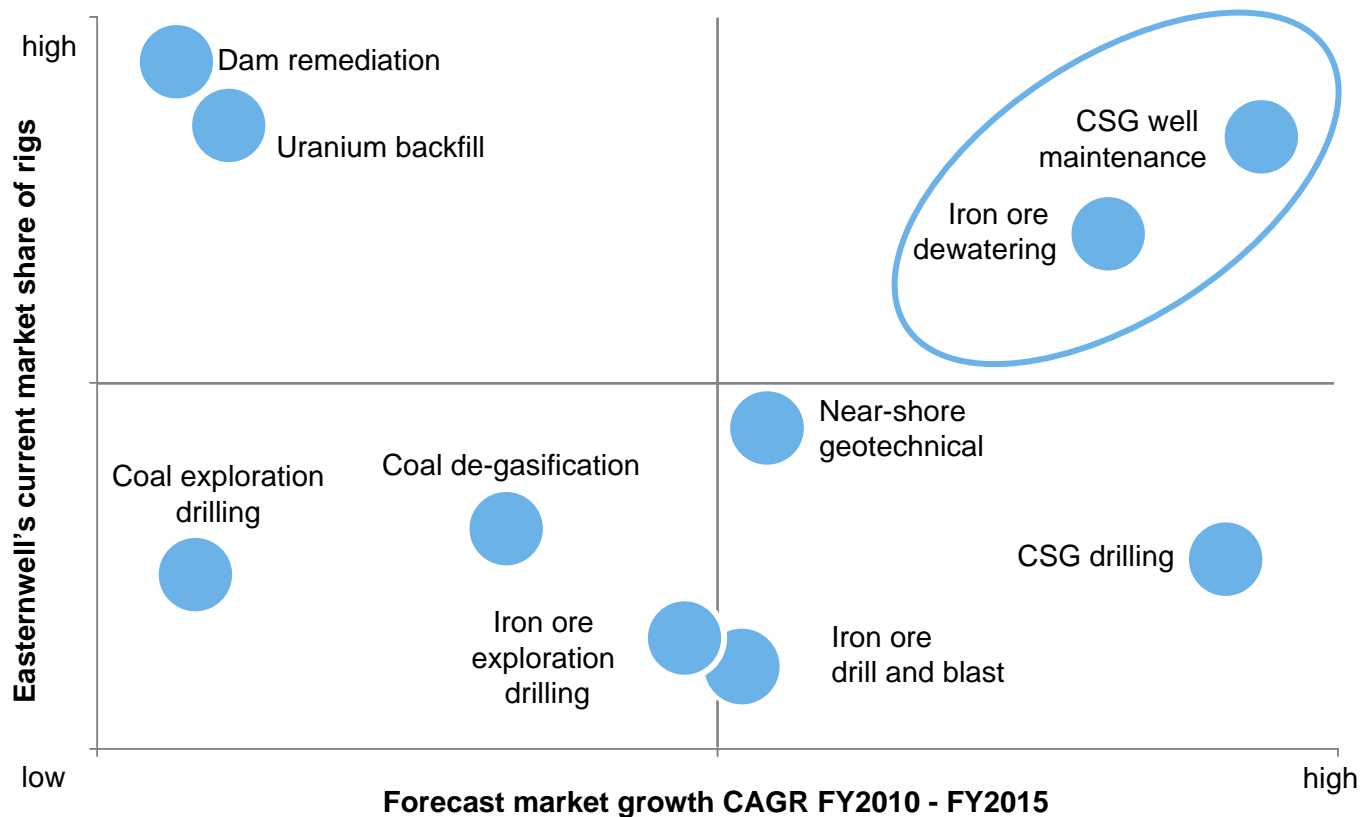 high
Dam remediation
Uranium backfill
CSG well
maintenance
Iron ore
dewatering
Easternwell’s current market share of rigs
Near-shore
geotechnical
Coal de-gasification
Coal exploration
drilling
CSG drilling
Iron ore
exploration
drilling
Iron ore
drill and blast
low
high
Forecast market growth CAGR FY2010 - FY2015